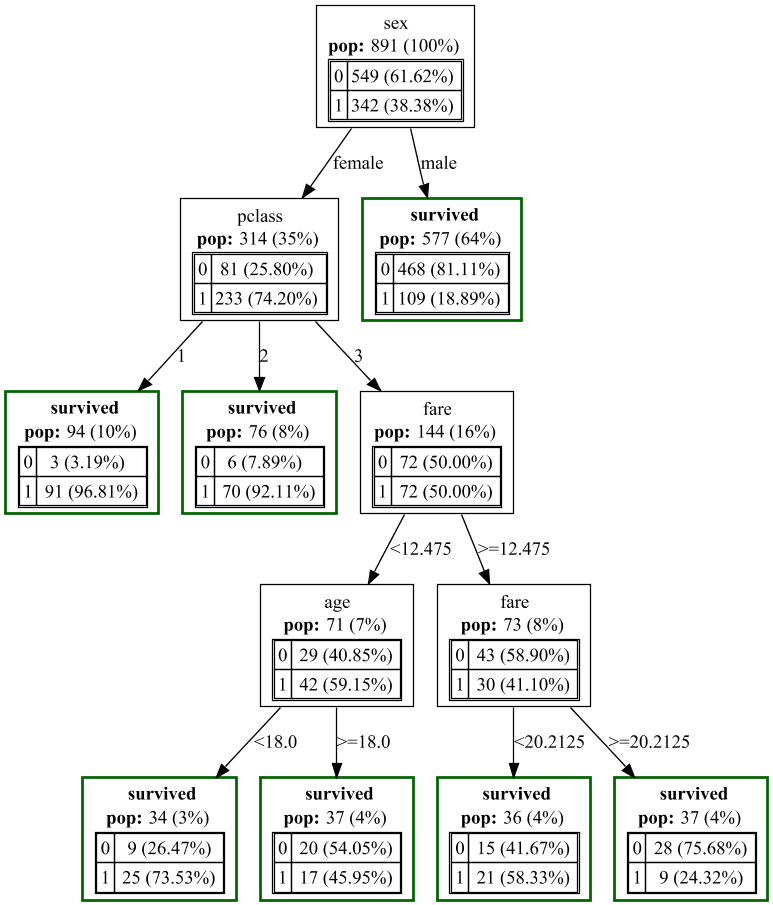 sex
pop: 891 (100%)
0 549 (61.62%)
1 342 (38.38%)
female
male
pclass
pop: 314 (35%)
0 81 (25.80%)
1 233 (74.20%)
survived
pop: 577 (64%)
0 468 (81.11%)
1 109 (18.89%)
1
2
3
survived
pop: 94 (10%)
0 3 (3.19%)
1 91 (96.81%)
survived
pop: 76 (8%)
0 6 (7.89%)
1 70 (92.11%)
fare
pop: 144 (16%)
0 72 (50.00%)
1 72 (50.00%)
<12.475
>=12.475
age
pop: 71 (7%)
0 29 (40.85%)
1 42 (59.15%)
fare
pop: 73 (8%)
0 43 (58.90%)
1 30 (41.10%)
<18.0
>=18.0
<20.2125
>=20.2125
survived
pop: 34 (3%)
0 9 (26.47%)
1 25 (73.53%)
survived
pop: 37 (4%)
0 20 (54.05%)
1 17 (45.95%)
survived
pop: 36 (4%)
0 15 (41.67%)
1 21 (58.33%)
survived
pop: 37 (4%)
0 28 (75.68%)
1 9 (24.32%)